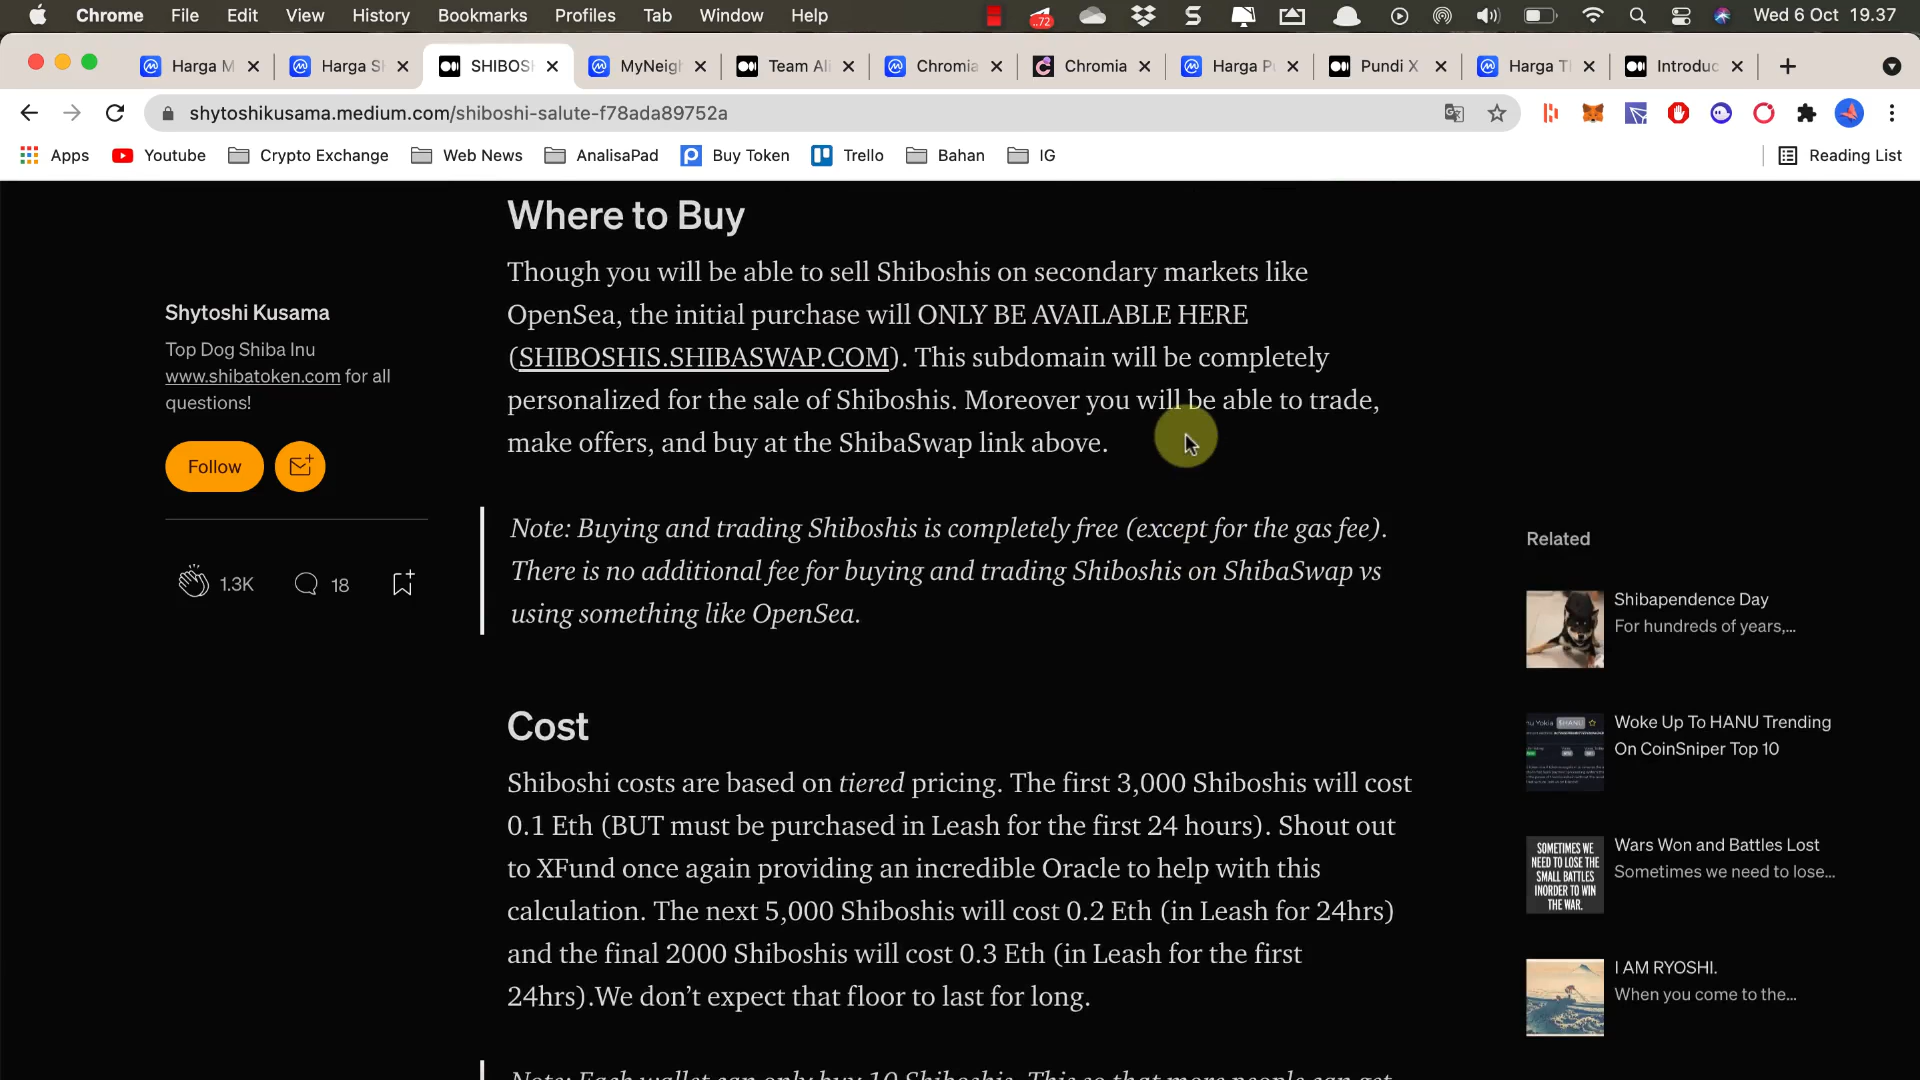 Chrome File Edit View History Bookmarks Profiles Tab Window Help
72 Wed 6 Oct 19.37
Harga M Harga S SHIBOS MyNeig Team Ali Chromia Chromia Harga P Pundi X Harga T Introduc
shytoshikusama.medium.com/shiboshi-salute-f78ada89752a
Apps Youtube Crypto Exchange Web News AnalisaPad Buy Token Trello Bahan IG Reading List
Where to Buy
Though you will be able to sell Shiboshis on secondary markets like
OpenSea, the initial purchase will ONLY BE AVAILABLE HERE
(SHIBOSHIS.SHIBASWAP.COM). This subdomain will be completely
personalized for the sale of Shiboshis. Moreover you will be able to trade,
make offers, and buy at the ShibaSwap link above.
Note: Buying and trading Shiboshis is completely free (except for the gas fee).
There is no additional fee for buying and trading Shiboshis on ShibaSwap vs
using something like OpenSea.
Cost
Shiboshi costs are based on tiered pricing. The first 3,000 Shiboshis will cost
0.1 Eth (BUT must be purchased in Leash for the first 24 hours). Shout out
to XFund once again providing an incredible Oracle to help with this
calculation. The next 5,000 Shiboshis will cost 0.2 Eth (in Leash for 24hrs)
and the final 2000 Shiboshis will cost 0.3 Eth (in Leash for the first
24hrs).We don't expect that floor to last for long.
Note: Each wallet can only buy 10 Shiboshis. This so that more people can get
Shytoshi Kusama
Top Dog Shiba Inu
www.shibatoken.com for all
questions!
Follow
1.3K 18
Related
Shibapendence Day
For hundreds of years,...
Woke Up To HANU Trending
On CoinSniper Top 10
SOMETIMES WE
NEED TO LOSE THE
SMALL BATTLES
INORDER TO WIN
THE WAR.
Wars Won and Battles Lost
Sometimes we need to lose...
I AM RYOSHI.
When you come to the...